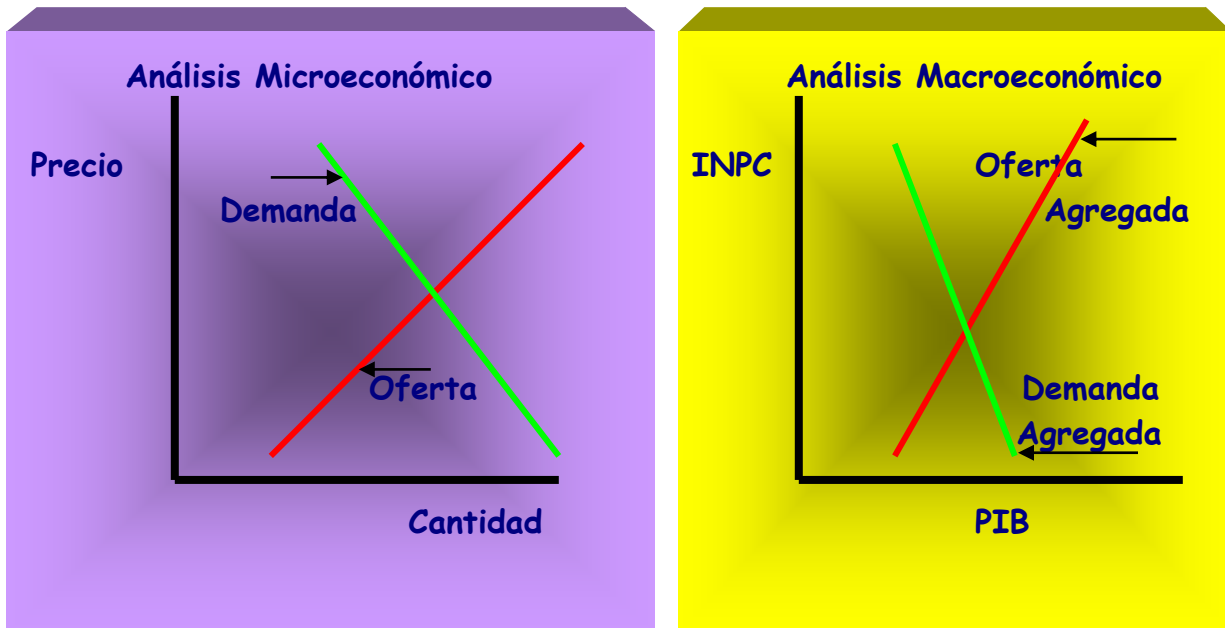 Análisis Microeconómico
Precio
Demanda
Oferta
Cantidad
Análisis Macroeconómico
INPC
Oferta
Agregada
Demanda
Agregada
PIB